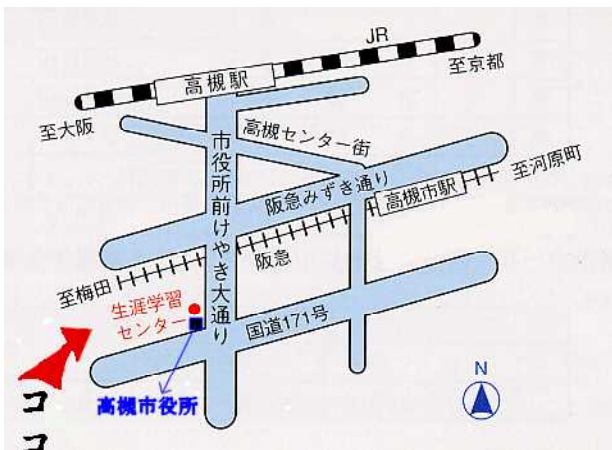 JR
高槻駅
至京都
至大阪
高槻センター街
市役所前けやき大通り
阪急みずき通り
至河原町
高槻市駅
阪急
至梅田
生涯学習
センター
国道171号
高槻市役所
N
ココ